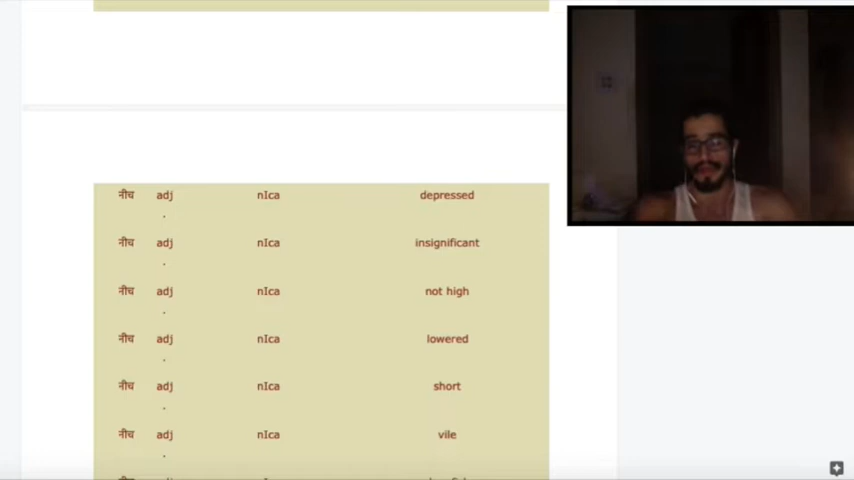 नीच adj. nIca depressed
नीच adj. nIca insignificant
नीच adj. nIca not high
नीच adj. nIca lowered
नीच adj. nIca short
नीच adj. nIca vile